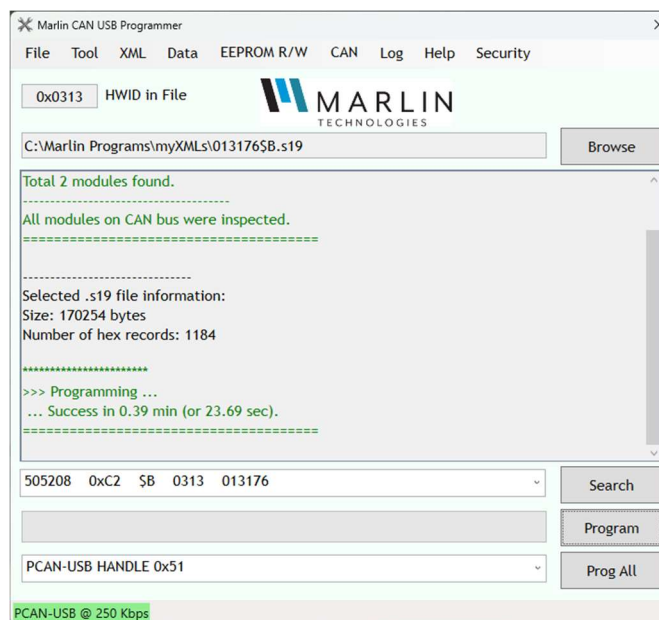 Marlin CAN USB Programmer
File Tool XML Data EEPROM R/W CAN Log Help Security
0x0313 HWID in File
MARLIN
TECHNOLOGIES
C:\Marlin Programs\myXMLs\013176$B.s19 Browse
Total 2 modules found.
-------------------------------------
All modules on CAN bus were inspected.
======================================
------------------------------
Selected .s19 file information:
Size: 170254 bytes
Number of hex records: 1184
************************
>>> Programming ...
... Success in 0.39 min (or 23.69 sec).
======================================
505208 0xC2 $B 0313 013176 Search
Program
PCAN-USB HANDLE 0x51 Prog All
PCAN-USB @ 250 Kbps